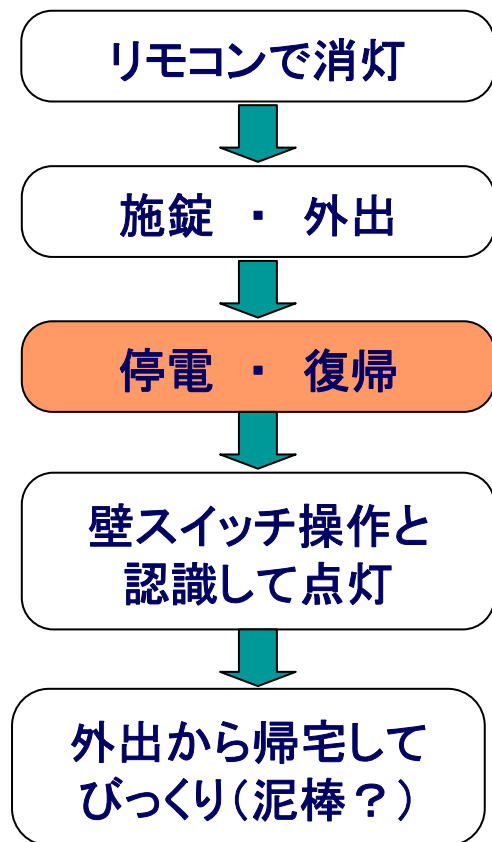 リモコンで消灯
施錠 ・ 外出
停電 ・ 復帰
壁スイッチ操作と
認識して点灯
外出から帰宅して
びっくり（泥棒？）